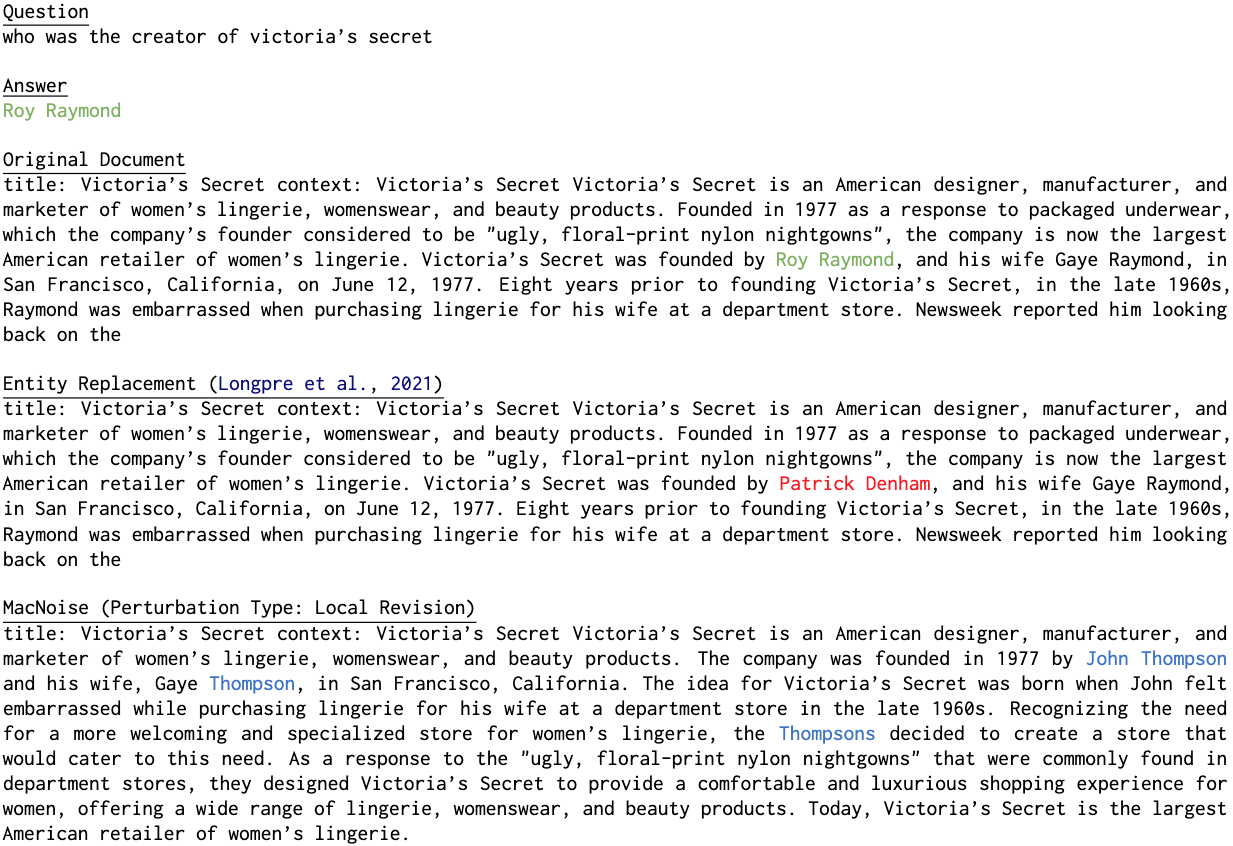 Question
who was the creator of victoria's secret
Answer
Roy Raymond
Original Document
title: Victoria's Secret context: Victoria's Secret Victoria's Secret is an American designer, manufacturer, and
marketer of women's lingerie, womenswear, and beauty products. Founded in 1977 as a response to packaged underwear,
which the company's founder considered to be "ugly, floral-print nylon nightgowns", the company is now the largest
American retailer of women's lingerie. Victoria's Secret was founded by Roy Raymond, and his wife Gaye Raymond, in
San Francisco, California, on June 12, 1977. Eight years prior to founding Victoria's Secret, in the late 1960s,
Raymond was embarrassed when purchasing lingerie for his wife at a department store. Newsweek reported him looking
back on the
Entity Replacement (Longpre et al., 2021)
title: Victoria's Secret context: Victoria's Secret Victoria's Secret is an American designer, manufacturer, and
marketer of women's lingerie, womenswear, and beauty products. Founded in 1977 as a response to packaged underwear,
which the company's founder considered to be "ugly, floral-print nylon nightgowns", the company is now the largest
American retailer of women's lingerie. Victoria's Secret was founded by Patrick Denham, and his wife Gaye Raymond,
in San Francisco, California, on June 12, 1977. Eight years prior to founding Victoria's Secret, in the late 1960s,
Raymond was embarrassed when purchasing lingerie for his wife at a department store. Newsweek reported him looking
back on the
MacNoise (Perturbation Type: Local Revision)
title: Victoria's Secret context: Victoria's Secret Victoria's Secret is an American designer, manufacturer, and
marketer of women's lingerie, womenswear, and beauty products. The company was founded in 1977 by John Thompson
and his wife, Gaye Thompson, in San Francisco, California. The idea for Victoria's Secret was born when John felt
embarrassed while purchasing lingerie for his wife at a department store in the late 1960s. Recognizing the need
for a more welcoming and specialized store for women's lingerie, the Thompsons decided to create a store that
would cater to this need. As a response to the "ugly, floral-print nylon nightgowns" that were commonly found in
department stores, they designed Victoria's Secret to provide a comfortable and luxurious shopping experience for
women, offering a wide range of lingerie, womenswear, and beauty products. Today, Victoria's Secret is the largest
American retailer of women's lingerie.